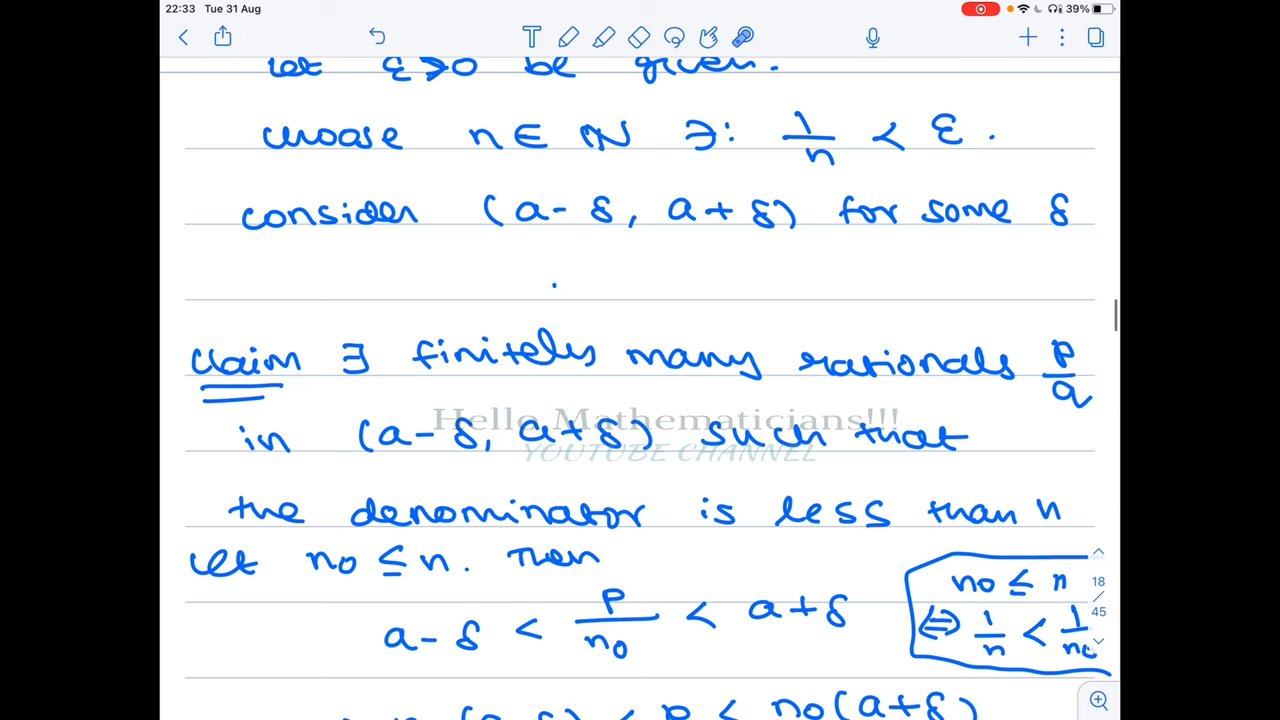 22:33 Tue 31 Aug
39%
Let ε>0 be given.
choose n ∈ ℕ ∋: 1/n < ε.
consider (a-δ, a+δ) for some δ
.
Claim ∃ finitely many rationals p/q
Hello Mathematicians!!!
in (a-δ, a+δ) such that
YOUTUBE CHANNEL
the denominator is less than n
Let n₀ ≤ n. Then
a-δ < p/n₀ < a+δ
n₀ ≤ n
⇔ 1/n < 1/n₀
18
/
45
(a-δ) < p < n₀(a+δ)